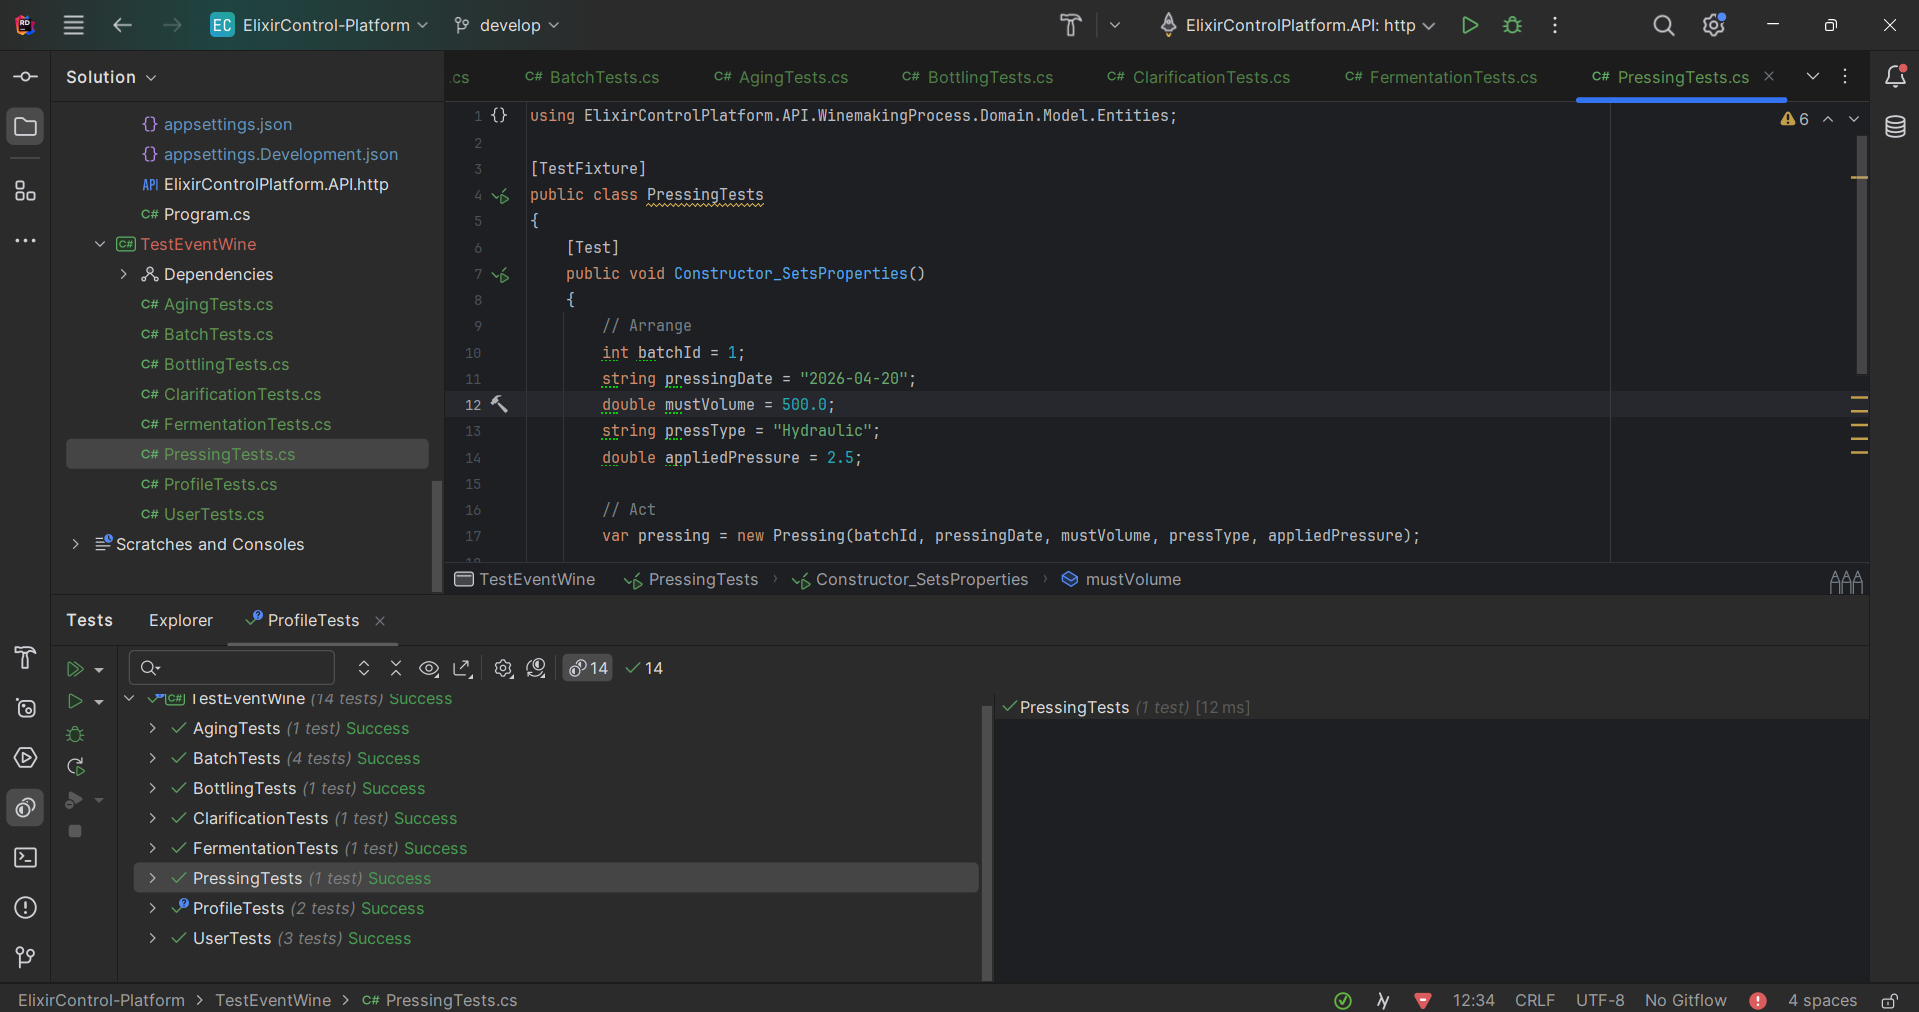 EC ElixirControl-Platform develop ElixirControlPlatform.API: http
Solution
.cs C# BatchTests.cs C# AgingTests.cs C# BottlingTests.cs C# ClarificationTests.cs C# FermentationTests.cs C# PressingTests.cs
{} appsettings.json
{} appsettings.Development.json
API ElixirControlPlatform.API.http
C# Program.cs
C# TestEventWine
Dependencies
C# AgingTests.cs
C# BatchTests.cs
C# BottlingTests.cs
C# ClarificationTests.cs
C# FermentationTests.cs
C# PressingTests.cs
C# ProfileTests.cs
C# UserTests.cs
Scratches and Consoles
1 {} using ElixirControlPlatform.API.WinemakingProcess.Domain.Model.Entities;
6
2
3 [TestFixture]
4 public class PressingTests
5 {
6 [Test]
7 public void Constructor_SetsProperties()
8 {
9 // Arrange
10 int batchId = 1;
11 string pressingDate = "2026-04-20";
12 double mustVolume = 500.0;
13 string pressType = "Hydraulic";
14 double appliedPressure = 2.5;
15
16 // Act
17 var pressing = new Pressing(batchId, pressingDate, mustVolume, pressType, appliedPressure);
TestEventWine PressingTests › Constructor_SetsProperties › mustVolume
Tests Explorer ProfileTests
14 14
C# TestEventWine (14 tests) Success
AgingTests (1 test) Success
BatchTests (4 tests) Success
BottlingTests (1 test) Success
ClarificationTests (1 test) Success
FermentationTests (1 test) Success
PressingTests (1 test) Success
ProfileTests (2 tests) Success
UserTests (3 tests) Success
PressingTests (1 test) [12 ms]
ElixirControl-Platform > TestEventWine > C# PressingTests.cs
12:34 CRLF UTF-8 No Gitflow 4 spaces